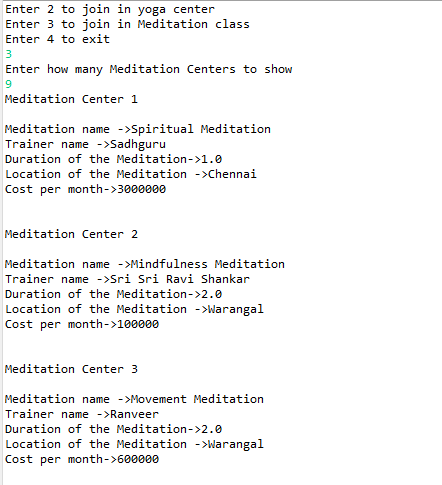 Enter 2 to join in yoga center
Enter 3 to join in Meditation class
Enter 4 to exit
3
Enter how many Meditation Centers to show
9
Meditation Center 1
Meditation name ->Spiritual Meditation
Trainer name ->Sadhguru
Duration of the Meditation->1.0
Location of the Meditation ->Chennai
Cost per month->3000000
Meditation Center 2
Meditation name ->Mindfulness Meditation
Trainer name ->Sri Sri Ravi Shankar
Duration of the Meditation->2.0
Location of the Meditation ->Warangal
Cost per month->100000
Meditation Center 3
Meditation name ->Movement Meditation
Trainer name ->Ranveer
Duration of the Meditation->2.0
Location of the Meditation ->Warangal
Cost per month->600000